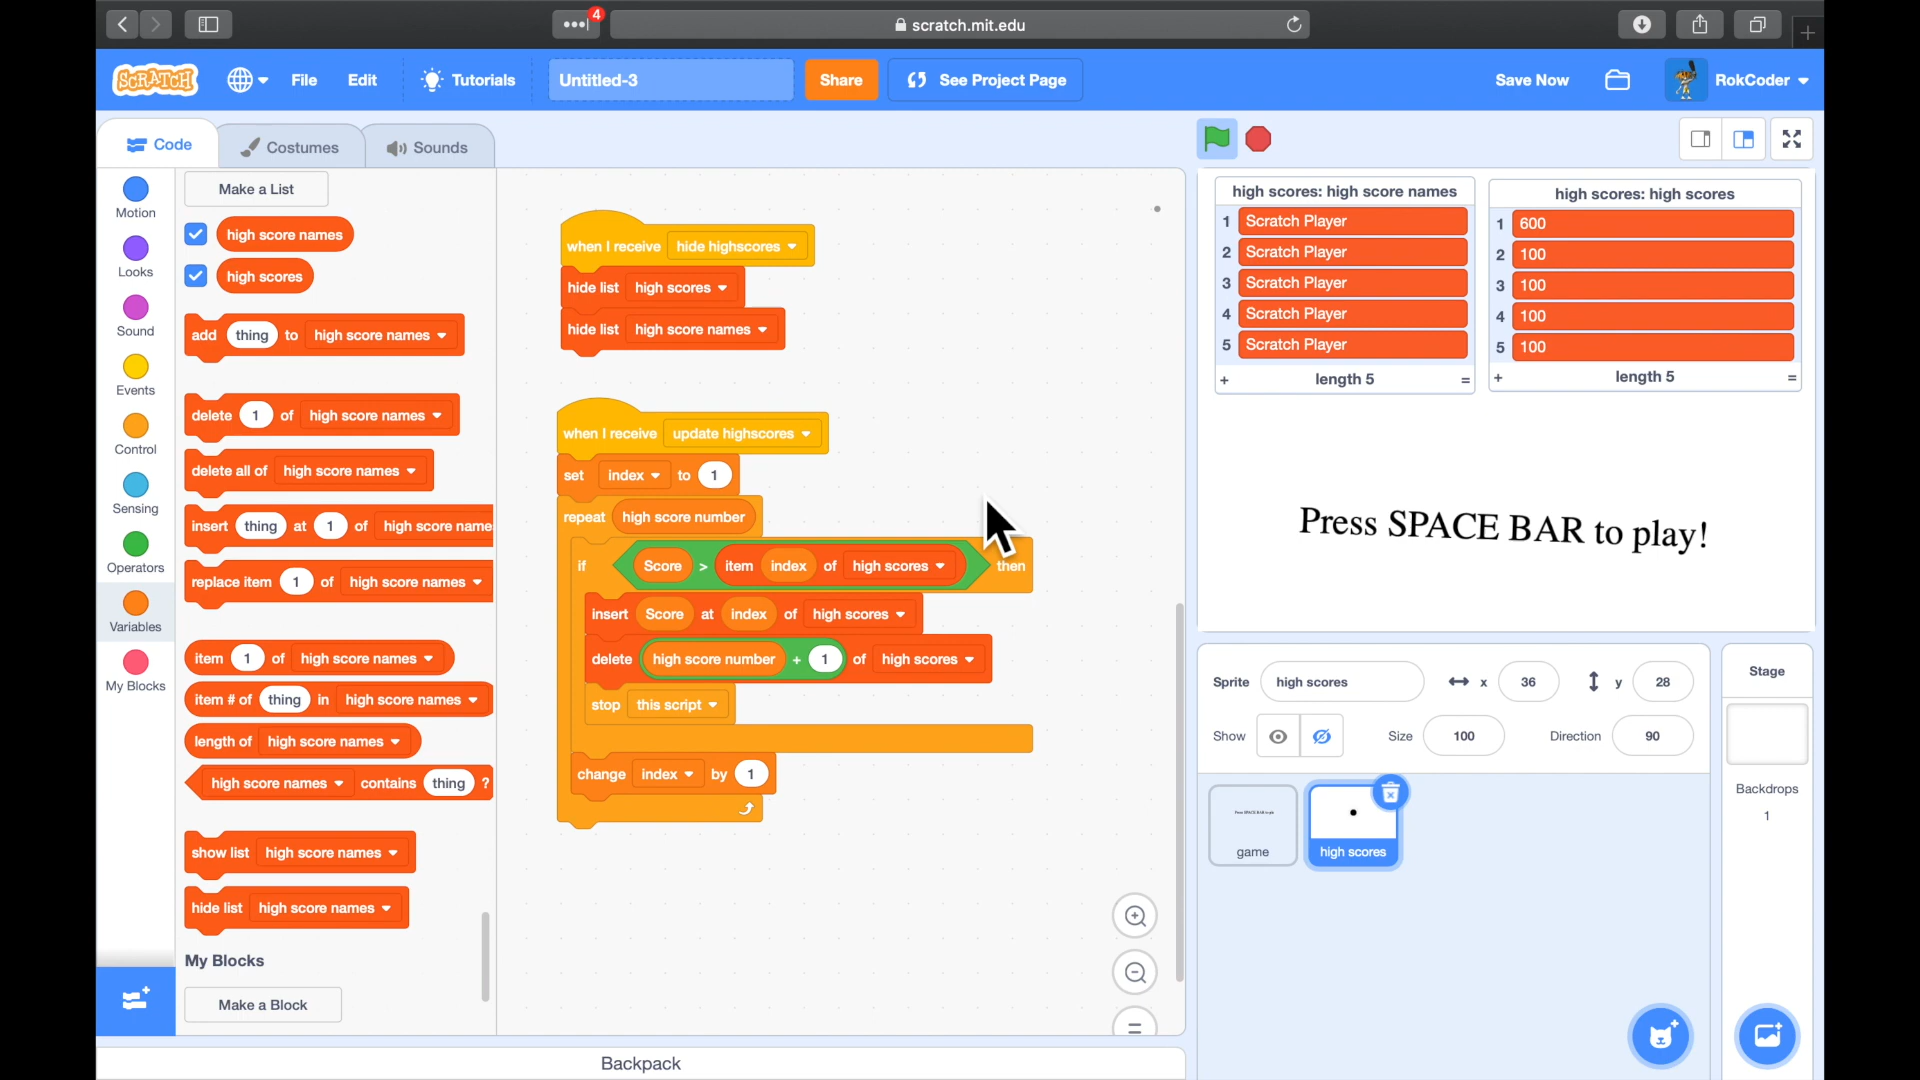 4
scratch.mit.edu
SCRATCH
File
Edit
Tutorials
Untitled-3
Share
See Project Page
Save Now
RokCoder
Code
Costumes
Sounds
Motion
Looks
Sound
Events
Control
Sensing
Operators
Variables
My Blocks
Make a List
high score names
high scores
add thing to high score names
delete 1 of high score names
delete all of high score names
insert thing at 1 of high score name
replace item 1 of high score names
item 1 of high score names
item # of thing in high score names
length of high score names
high score names contains thing ?
show list high score names
hide list high score names
My Blocks
Make a Block
when I receive hide highscores
hide list high scores
hide list high score names
when I receive update highscores
set index to 1
repeat high score number
if Score > item index of high scores then
insert Score at index of high scores
delete high score number + 1 of high scores
stop this script
change index by 1
Backpack
high scores: high score names
1 Scratch Player
2 Scratch Player
3 Scratch Player
4 Scratch Player
5 Scratch Player
+ length 5 =
high scores: high scores
1 600
2 100
3 100
4 100
5 100
+ length 5 =
Press SPACE BAR to play!
Sprite high scores x 36 y 28
Show Size 100 Direction 90
Press SPACE BAR to play
game
high scores
Stage
Backdrops
1